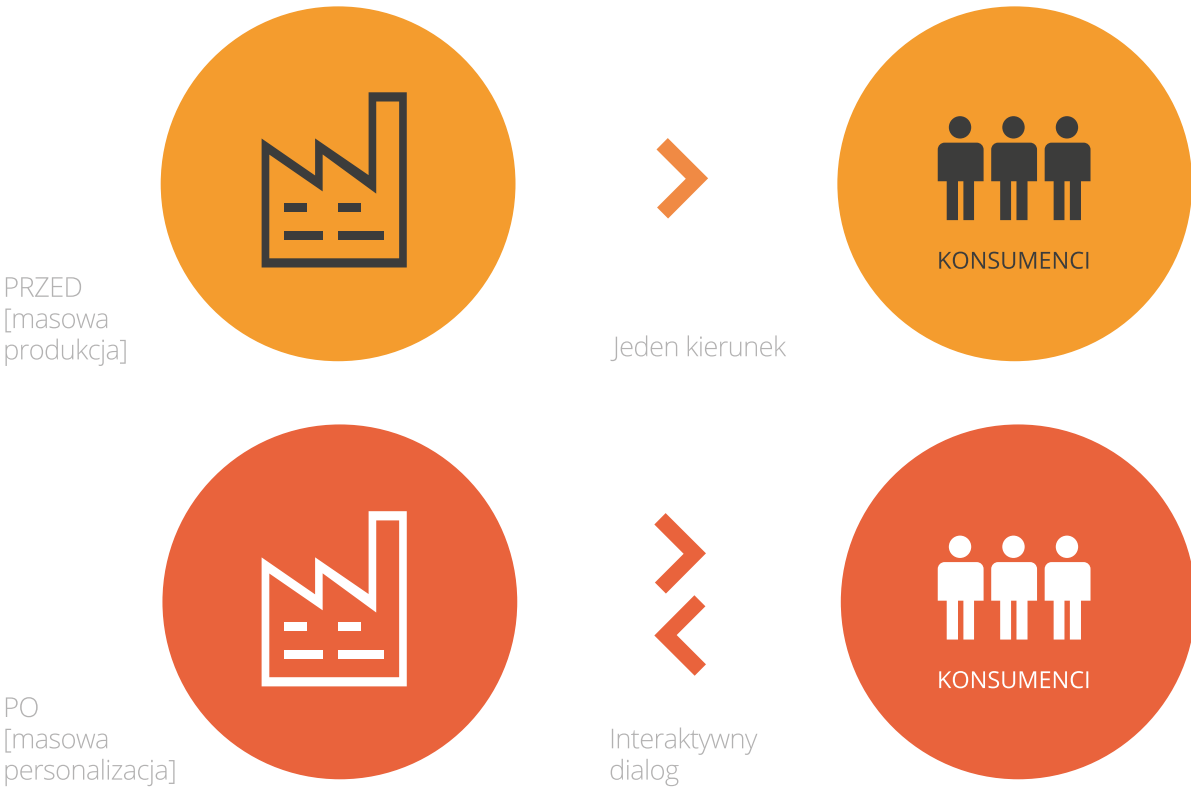 KONSUMENCI
PRZED
[masowa
produkcja]
Jeden kierunek
KONSUMENCI
PO
[masowa
personalizacja]
Interaktywny
dialog